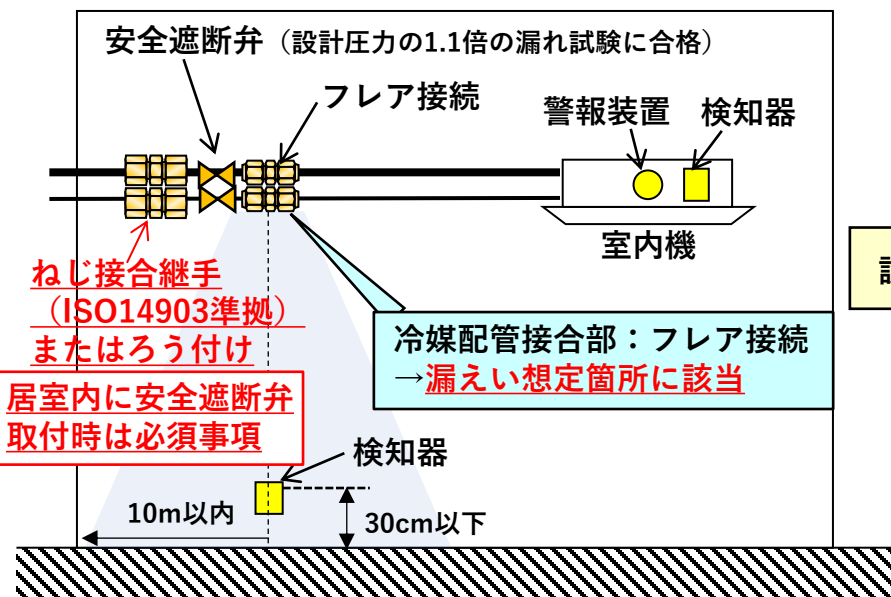 安全遮断弁（設計圧力の1.1倍の漏れ試験に合格）
フレア接続
警報装置 検知器
室内機
ねじ接合継手
（ISO14903準拠）
またはろう付け
冷媒配管接合部：フレア接続
→漏えい想定箇所に該当
居室内に安全遮断弁
取付時は必須事項
検知器
10m以内
30cm以下